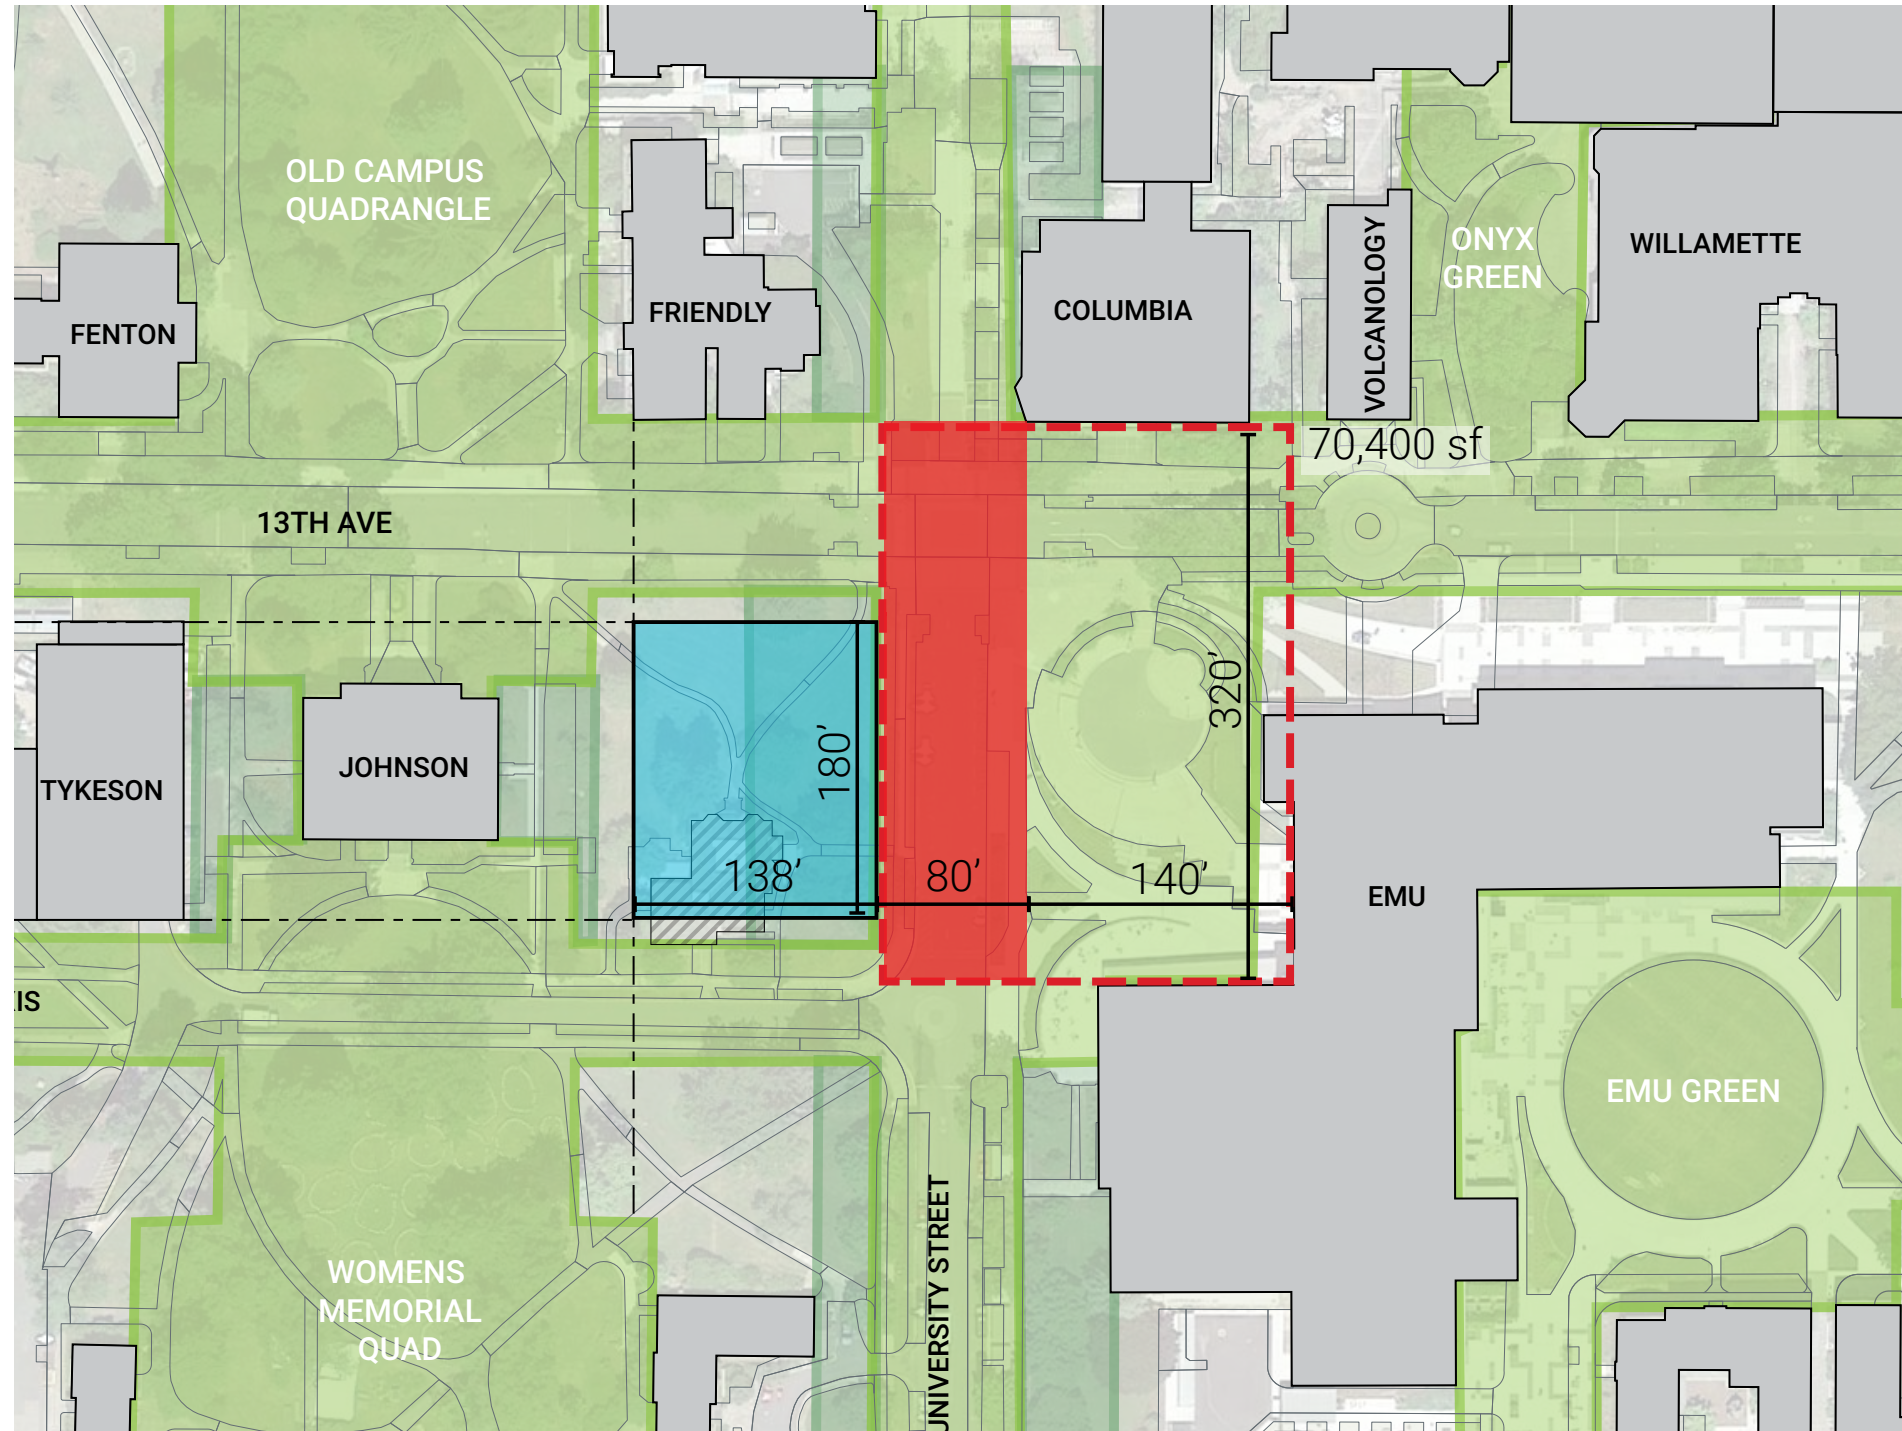 OLD CAMPUS
QUADRANGLE
FENTON
FRIENDLY
COLUMBIA
VOLCANOLOGY
ONYX
GREEN
WILLAMETTE
70,400 sf
13TH AVE
TYKESON
JOHNSON
180’
320’
138’
80’
140’
EMU
IS
EMU GREEN
WOMENS
MEMORIAL
QUAD
UNIVERSITY STREET